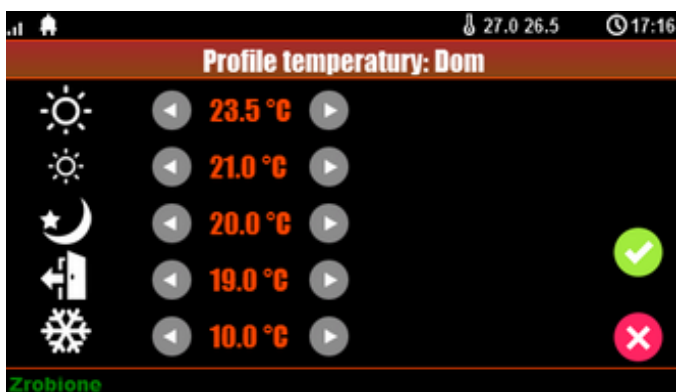 27.0 26.5 17:16
Profile temperatury: Dom
23.5 °C
21.0 °C
20.0 °C
19.0 °C
10.0 °C
Zrobione